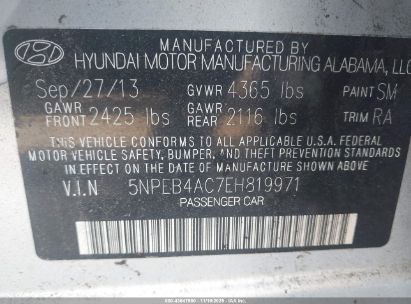 MANUFACTURED BY
HYUNDAI MOTOR MANUFACTURING ALABAMA, LLC
Sep/27/13 GVWR 4365 lbs PAINT SM
GAWR FRONT 2425 lbs GAWR REAR 2116 lbs TRIM RA
THIS VEHICLE CONFORMS TO ALL APPLICABLE U.S.A FEDERAL
MOTOR VEHICLE SAFETY, BUMPER, AND THEFT PREVENTION STANDARDS
IN EFFECT ON THE DATE OF MANUFACTURE SHOWN ABOVE
V.I.N 5NPEB4AC7EH819971
PASSENGER CAR